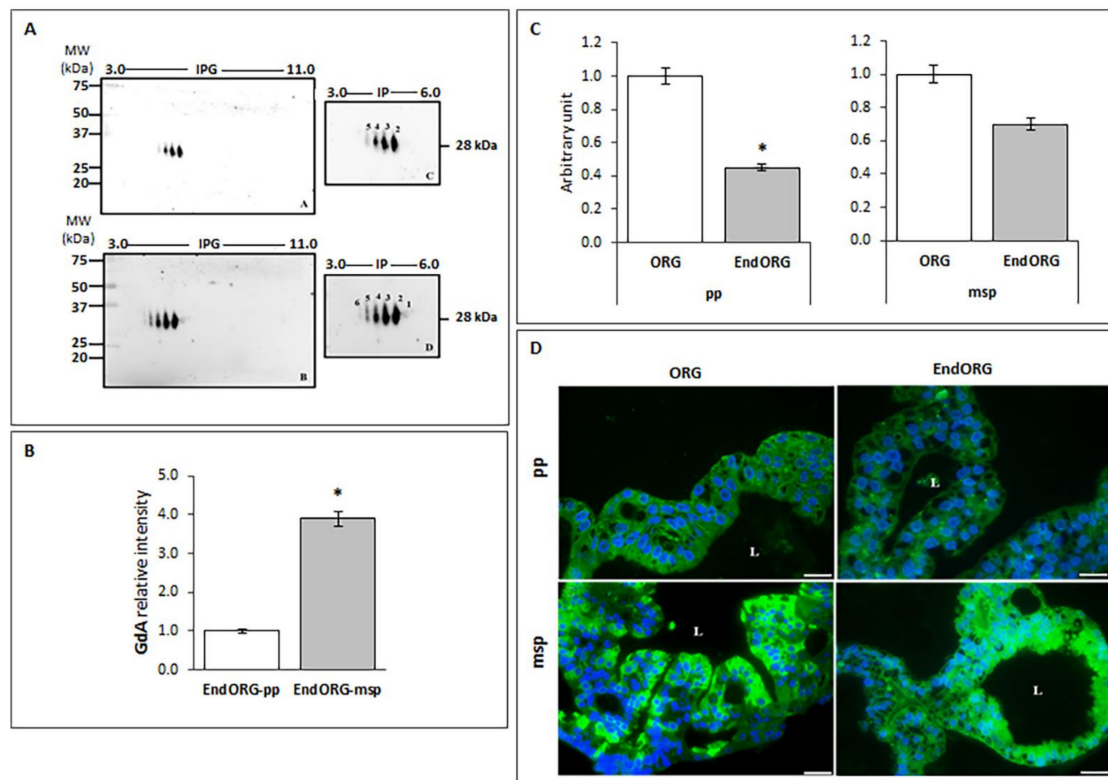 A
MW
(kDa)
3.0 IPG 11.0
75
50
37
25
20
A
3.0 IP 6.0
5 4 3 2
28 kDa
C
MW
(kDa)
3.0 IPG 11.0
75
50
37
25
20
B
3.0 IP 6.0
6 5 4 3 2 1
28 kDa
D
B
GdA relative intensity
5.0
4.0
3.0
2.0
1.0
0.0
*
EndORG-pp EndORG-msp
C
Arbitrary unit
1.2
1.0
0.8
0.6
0.4
0.2
0.0
*
ORG EndORG
pp
1.2
1.0
0.8
0.6
0.4
0.2
0.0
ORG EndORG
msp
D
ORG EndORG
pp
L
L
msp
L
L